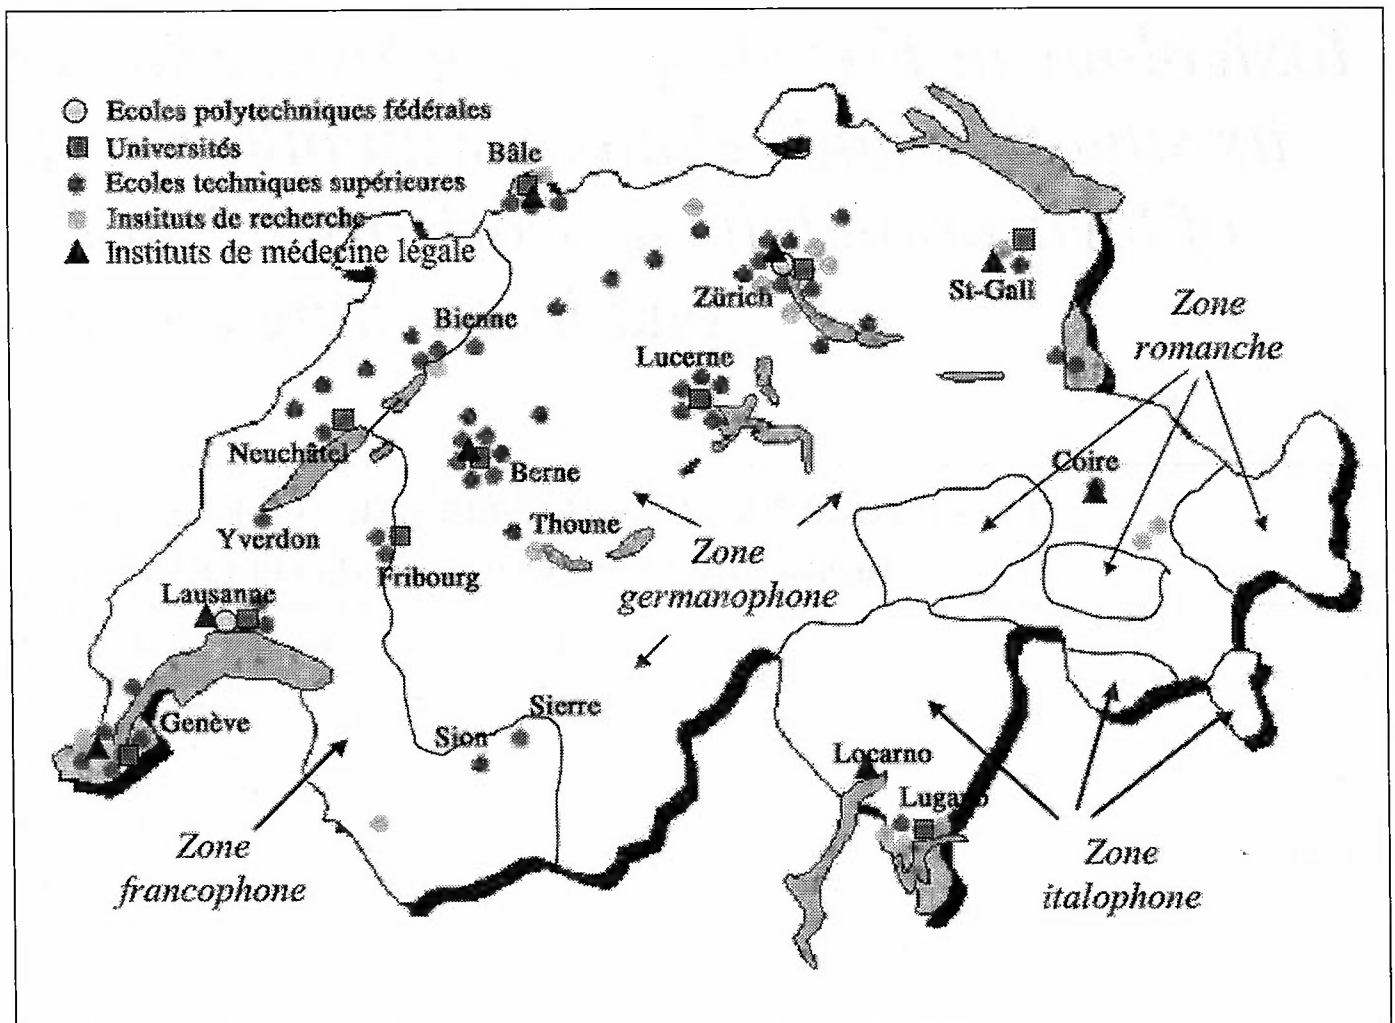 Ecoles polytechniques fédérales
Universités
Ecoles techniques supérieures
Instituts de recherche
Instituts de médecine légale
Bâle
Zürich
St-Gall
Zone
romanche
Bienne
Lucerne
Neuchâtel
Berne
Coire
Yverdon
Thoune
Fribourg
Zone
germanophone
Lausanne
Genève
Sierre
Sion
Locarno
Lugano
Zone
francophone
Zone
italophone